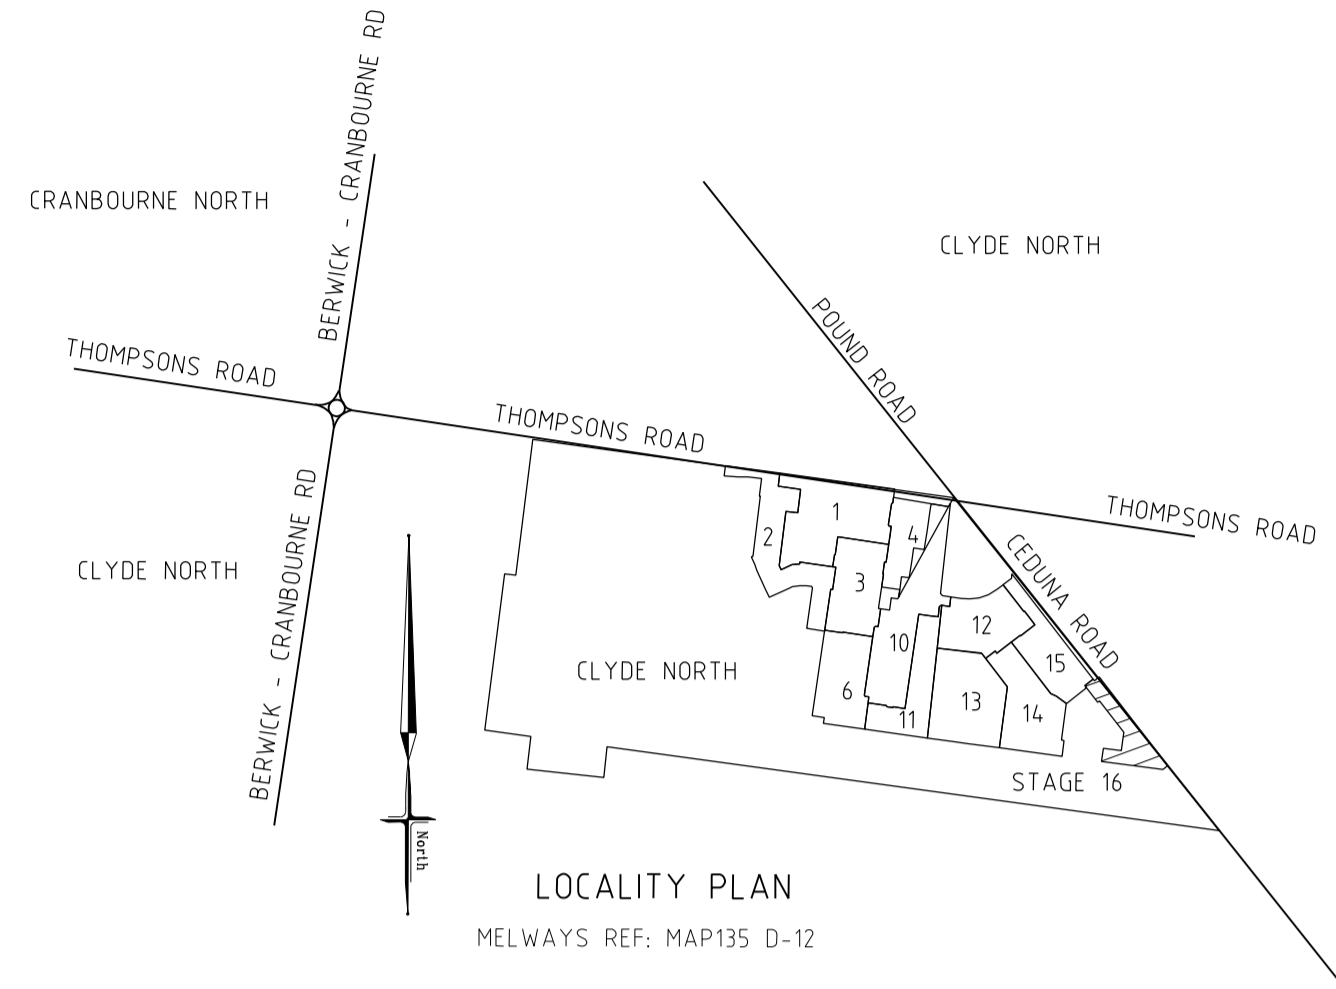 BERWICK - CRANBOURNE RD
CRANBOURNE NORTH
CLYDE NORTH
POUND ROAD
THOMPSONS ROAD
THOMPSONS ROAD
THOMPSONS ROAD
1
2
4
3
CEDUNA ROAD
CLYDE NORTH
BERWICK - CRANBOURNE RD
CLYDE NORTH
12
10
15
6
13
11
14
STAGE 16
North
LOCALITY PLAN
MELWAYS REF: MAP135 D-12